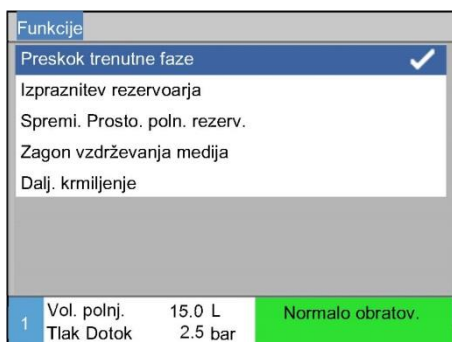 Funkcije
Preskok trenutne faze
Izpraznitev rezervoarja
Spremi. Prosto. poln. rezerv.
Zagon vzdrževanja medija
Dalj. krmiljenje
1
Vol. polnj. 15.0 L
Tlak Dotok 2.5 bar
Normalo obratov.